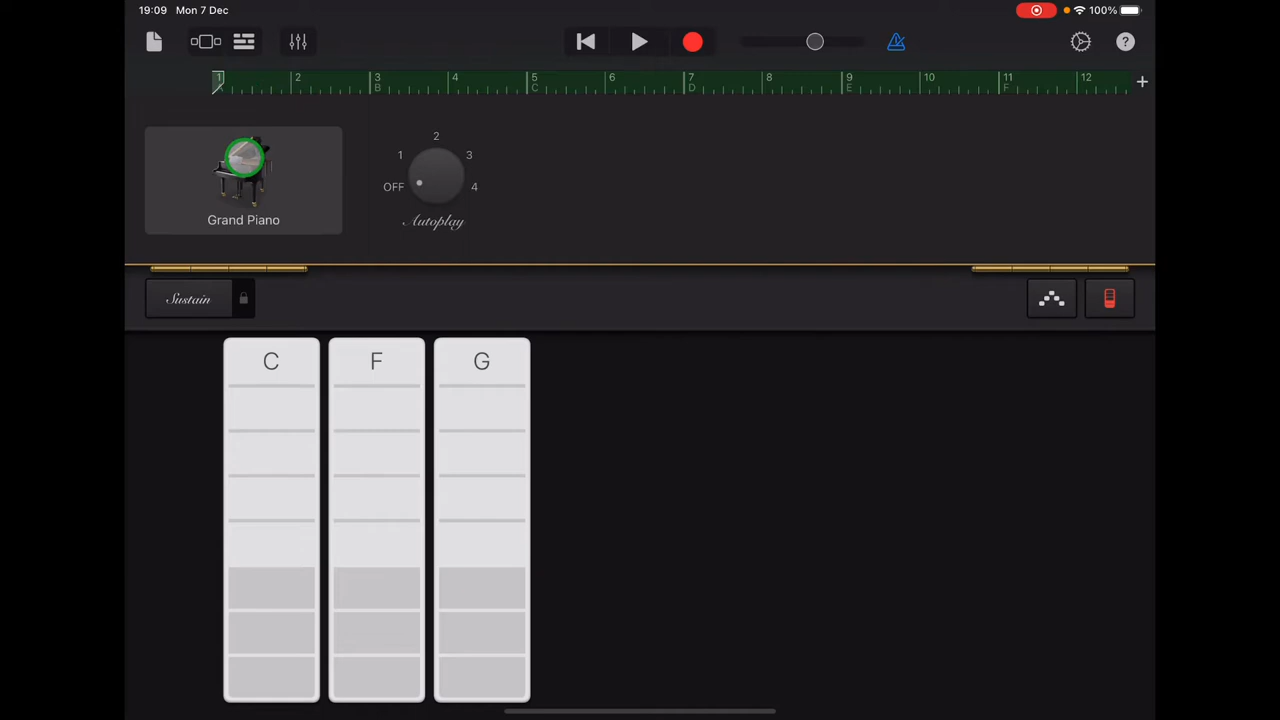 19:09 Mon 7 Dec 100%
?
1 2 3 4 5 6 7 8 9 10 11 12 +
A B C D E F
2
1 3
OFF 4
Grand Piano Autoplay
Sustain
C F G